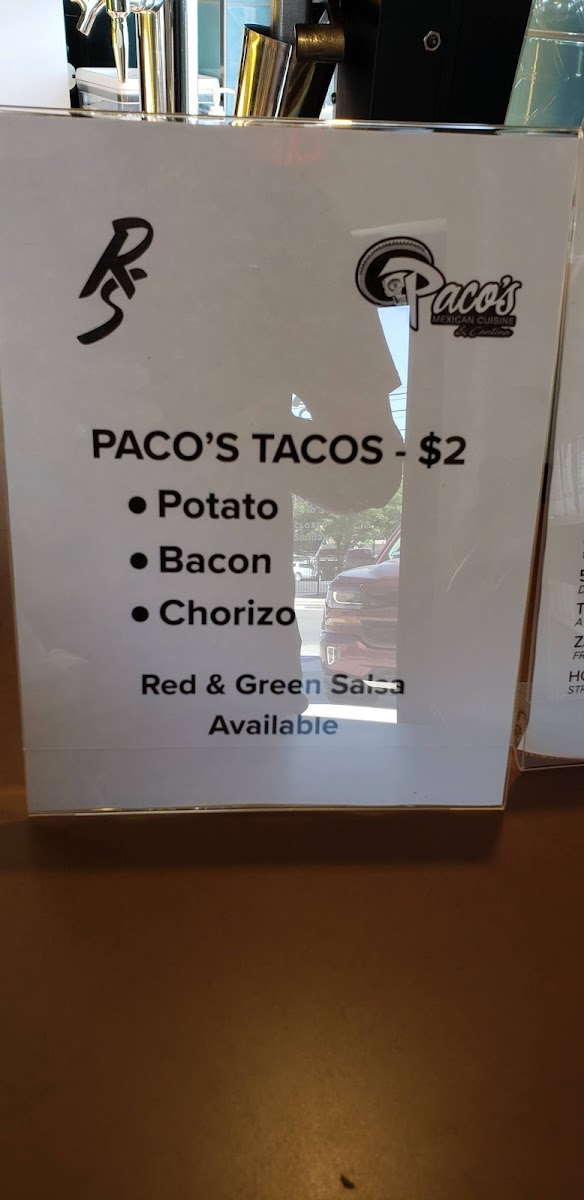 RS
Paco's
MEXICAN CUISINE
& Cantina
PACO'S TACOS - $2
• Potato
• Bacon
• Chorizo
Red & Green Salsa
Available